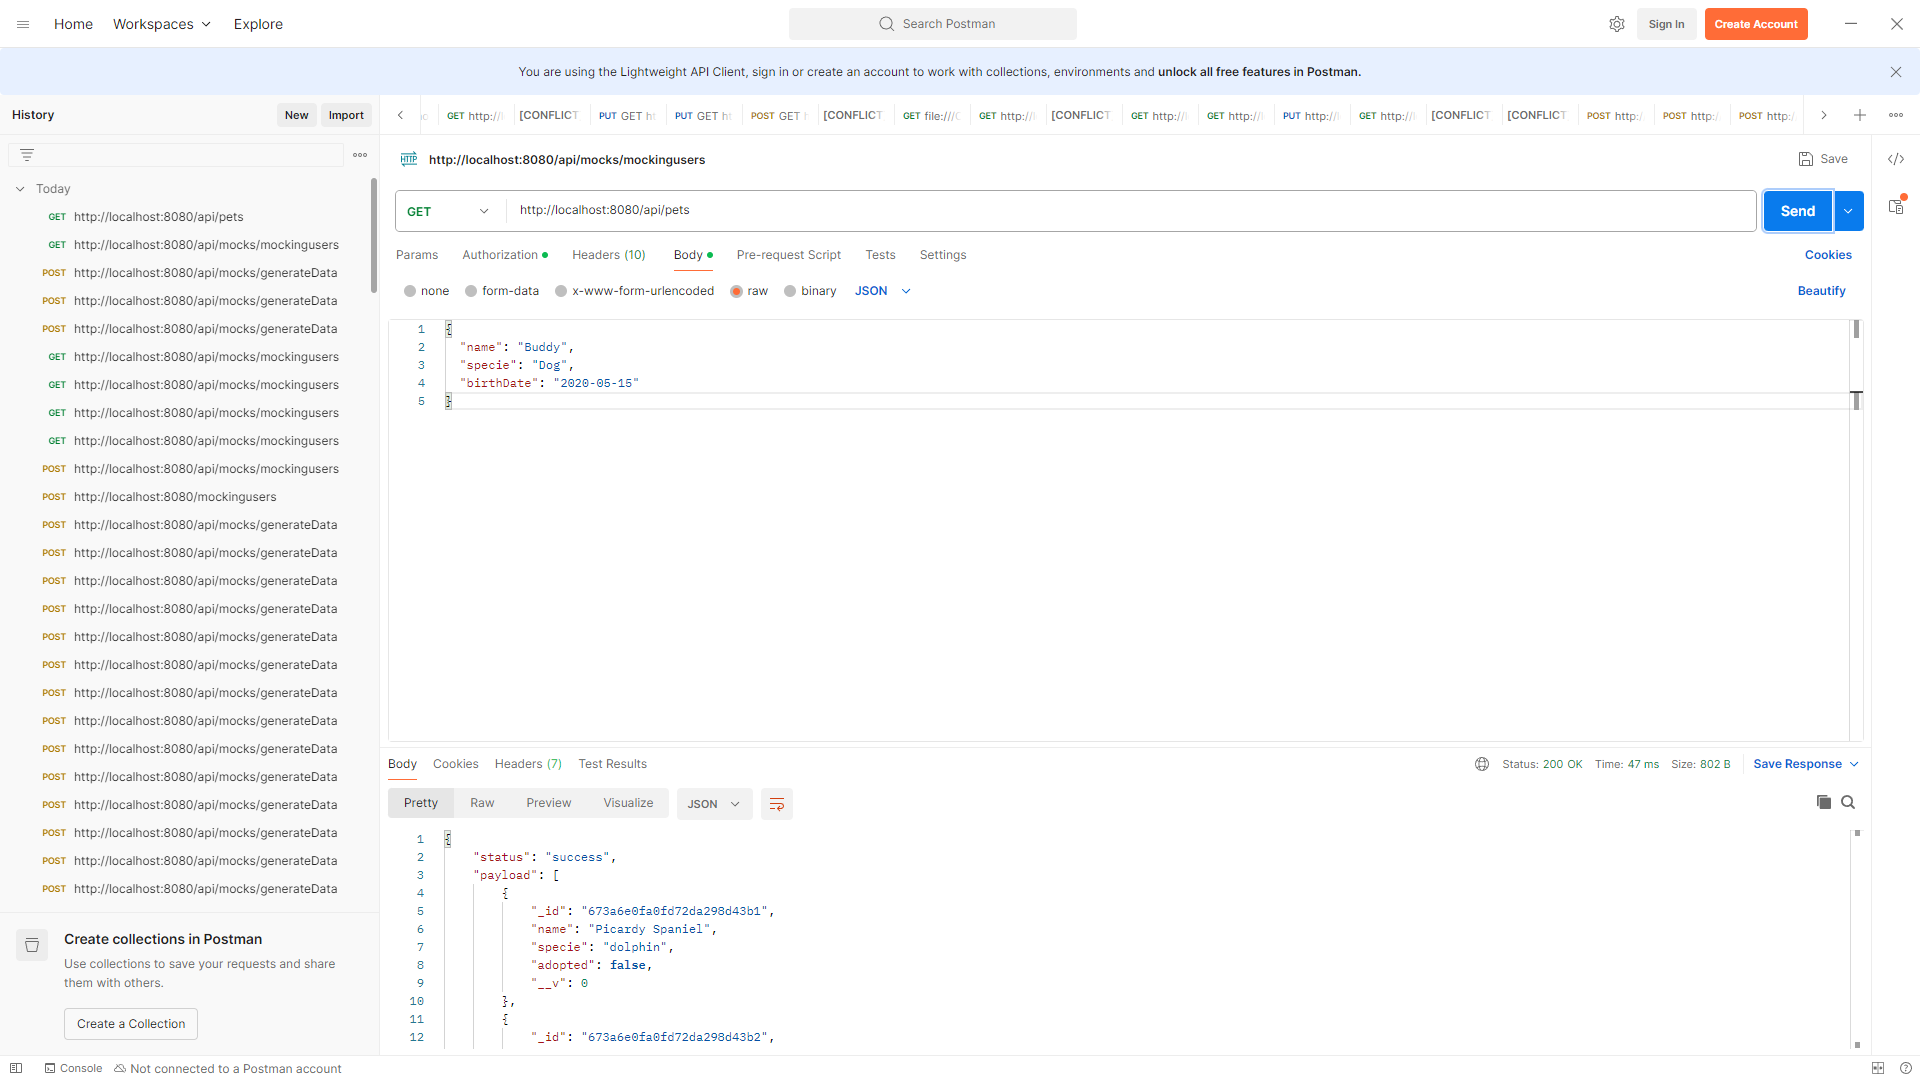 Home Workspaces Explore
Search Postman
Sign In Create Account
You are using the Lightweight API Client, sign in or create an account to work with collections, environments and unlock all free features in Postman.
History New Import
GET http:// [CONFLICT PUT GET ht PUT GET ht POST GET h [CONFLICT GET file:///C GET http:// [CONFLICT GET http:// GET http:// PUT http:// GET http:// [CONFLICT [CONFLICT POST http: POST http: POST http:
Today
GET http://localhost:8080/api/pets
GET http://localhost:8080/api/mocks/mockingusers
POST http://localhost:8080/api/mocks/generateData
POST http://localhost:8080/api/mocks/generateData
POST http://localhost:8080/api/mocks/generateData
GET http://localhost:8080/api/mocks/mockingusers
GET http://localhost:8080/api/mocks/mockingusers
GET http://localhost:8080/api/mocks/mockingusers
GET http://localhost:8080/api/mocks/mockingusers
POST http://localhost:8080/api/mocks/mockingusers
POST http://localhost:8080/mockingusers
POST http://localhost:8080/api/mocks/generateData
POST http://localhost:8080/api/mocks/generateData
POST http://localhost:8080/api/mocks/generateData
POST http://localhost:8080/api/mocks/generateData
POST http://localhost:8080/api/mocks/generateData
POST http://localhost:8080/api/mocks/generateData
POST http://localhost:8080/api/mocks/generateData
POST http://localhost:8080/api/mocks/generateData
POST http://localhost:8080/api/mocks/generateData
POST http://localhost:8080/api/mocks/generateData
POST http://localhost:8080/api/mocks/generateData
POST http://localhost:8080/api/mocks/generateData
POST http://localhost:8080/api/mocks/generateData
POST http://localhost:8080/api/mocks/generateData
Create collections in Postman
Use collections to save your requests and share
them with others.
Create a Collection
HTTP http://localhost:8080/api/mocks/mockingusers Save
GET http://localhost:8080/api/pets Send
Params Authorization Headers (10) Body Pre-request Script Tests Settings Cookies
none form-data x-www-form-urlencoded raw binary JSON Beautify
1 {
2 "name": "Buddy",
3 "specie": "Dog",
4 "birthDate": "2020-05-15"
5 }
Body Cookies Headers (7) Test Results Status: 200 OK Time: 47 ms Size: 802 B Save Response
Pretty Raw Preview Visualize JSON
1 {
2 "status": "success",
3 "payload": [
4 {
5 "_id": "673a6e0fa0fd72da298d43b1",
6 "name": "Picardy Spaniel",
7 "specie": "dolphin",
8 "adopted": false,
9 "__v": 0
10 },
11 {
12 "_id": "673a6e0fa0fd72da298d43b2",
Console Not connected to a Postman account